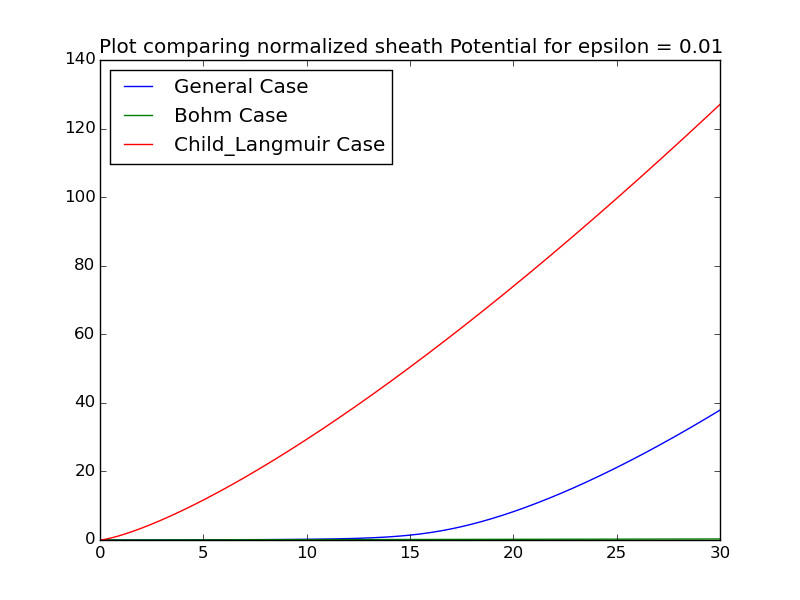 Plot comparing normalized sheath Potential for epsilon = 0.01
140
120
100
80
60
40
20
0
General Case
Bohm Case
Child_Langmuir Case
0 5 10 15 20 25 30